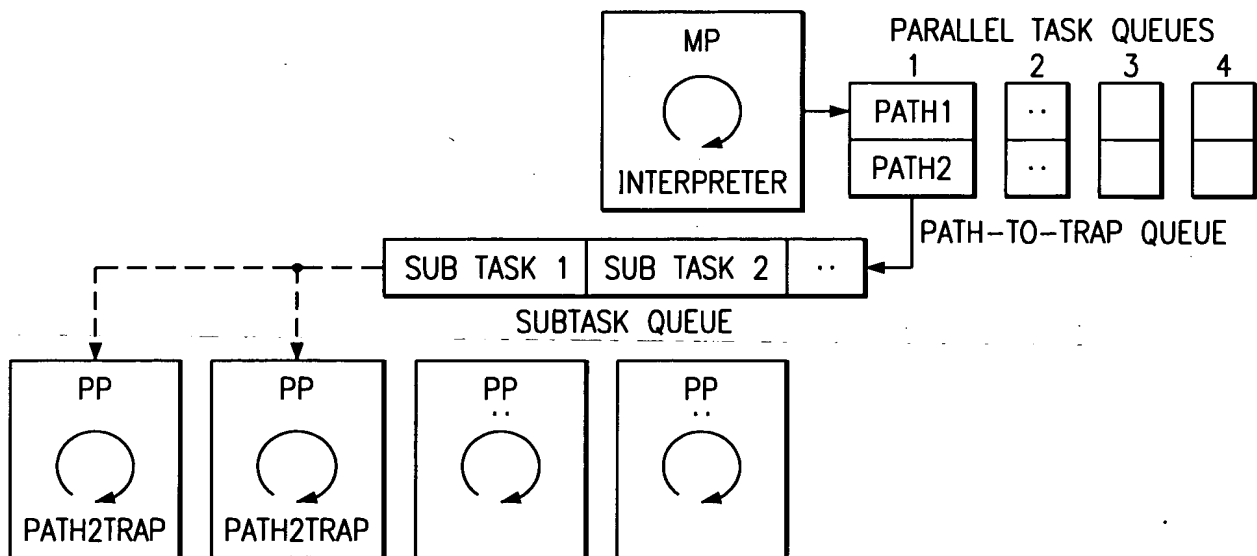 MP
INTERPRETER
PARALLEL TASK QUEUES
1 2 3 4
PATH1 ..
PATH2 ..
PATH-TO-TRAP QUEUE
SUB TASK 1 SUB TASK 2 ..
SUBTASK QUEUE
PP PP PP PP
.. ..
PATH2TRAP PATH2TRAP